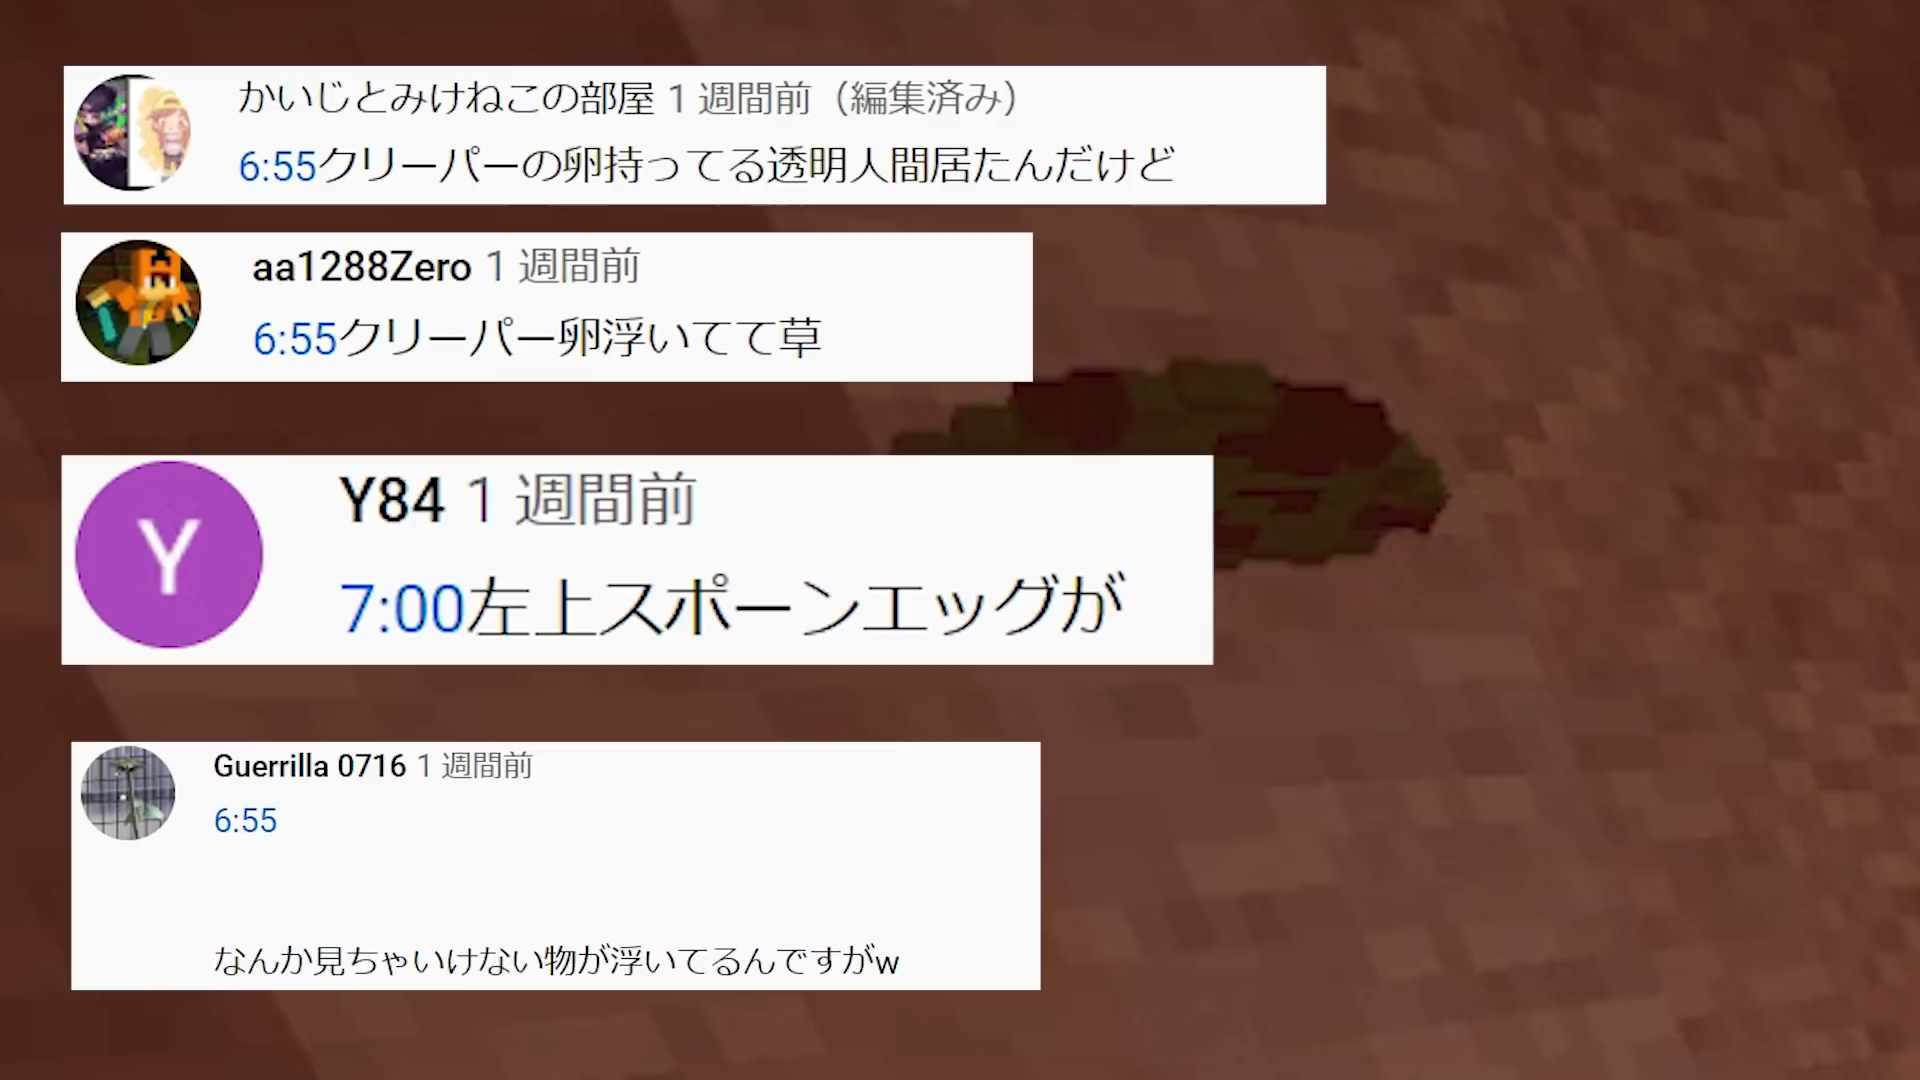 かいじとみけねこの部屋 1 週間前（編集済み）
6:55クリーパーの卵持ってる透明人間居たんだけど
aa1288Zero 1 週間前
6:55クリーパー卵浮いてて草
Y
Y84 1 週間前
7:00左上スポーンエッグが
Guerrilla 0716 1 週間前
6:55
なんか見ちゃいけない物が浮いてるんですがw